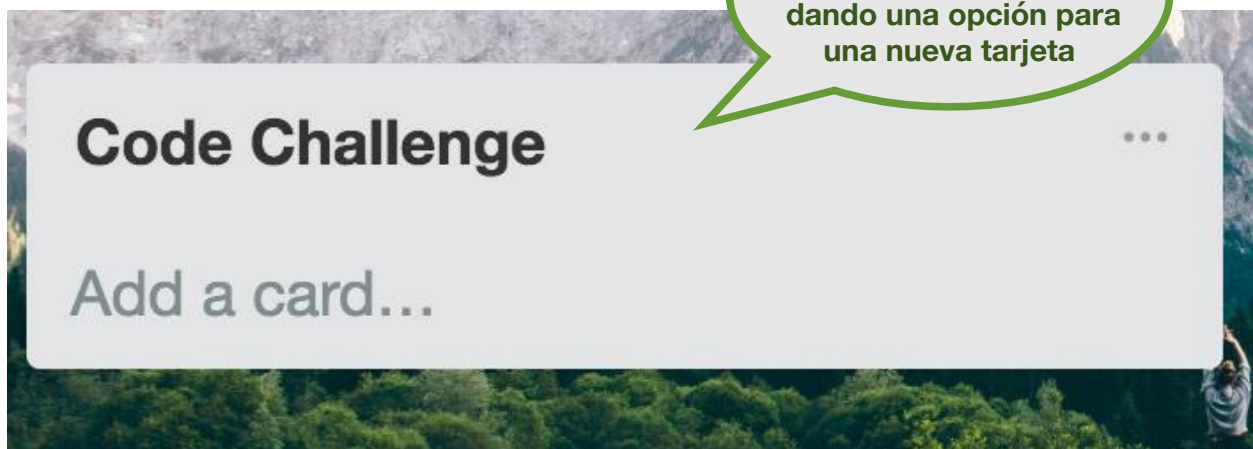 dando una opción para
una nueva tarjeta
Code Challenge
Add a card...